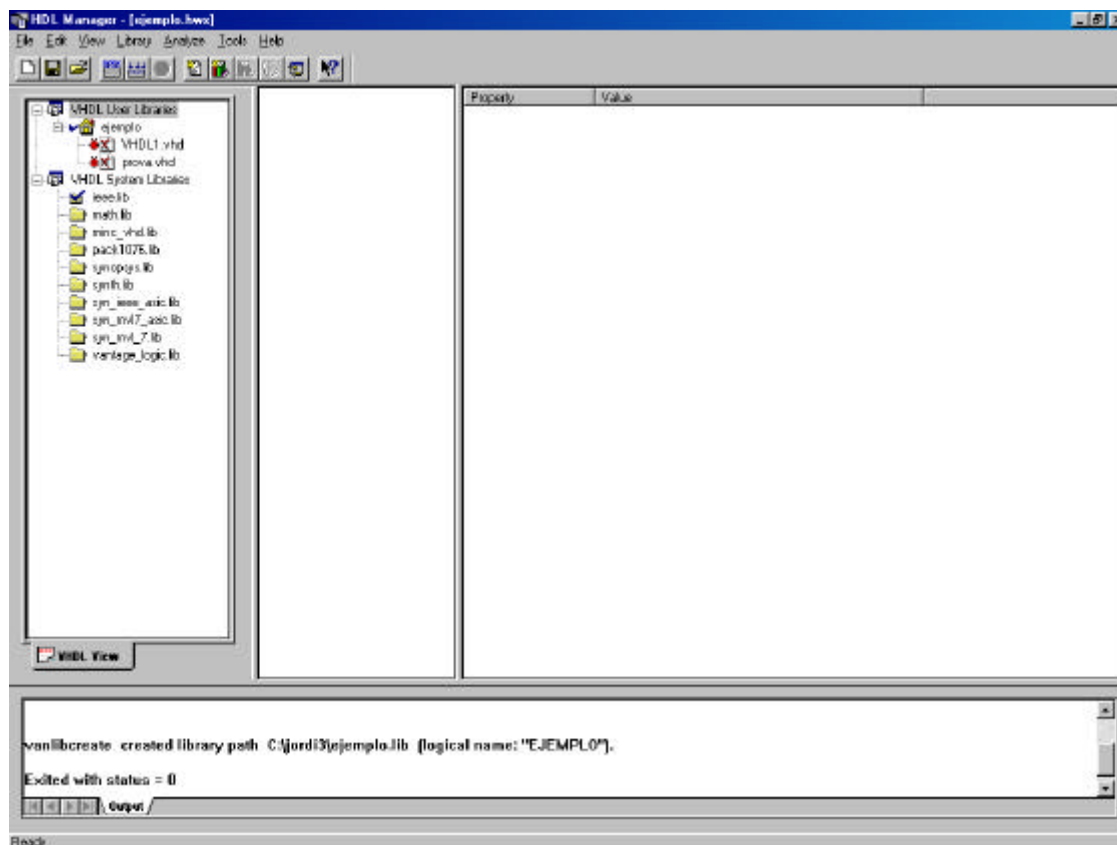 HDL Manager - [ejemplo.hwx]
File Edit View Library Analyze Tools Help
Property Value
VHDL User Libraries
ejemplo
VHDL1.vhd
prova.vhd
VHDL System Libraries
ieee.lib
math.lib
minc_vhd.lib
pack1076.lib
synopsys.lib
synth.lib
syn_ieee_asic.lib
syn_mvl7_asic.lib
syn_mvl_7.lib
vantage_logic.lib
VHDL View
vanlibcreate created library path C:\jordi3\ejemplo.lib (logical name: "EJEMPLO").
Exited with status = 0
Output
Ready